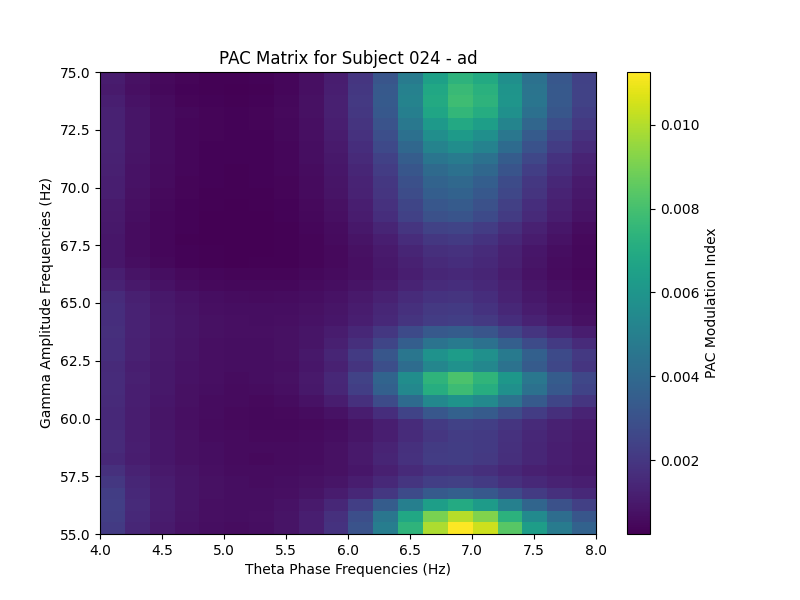 PAC Matrix for Subject 024 - ad
75.0
72.5
70.0
67.5
65.0
62.5
60.0
57.5
55.0
Gamma Amplitude Frequencies (Hz)
4.0 4.5 5.0 5.5 6.0 6.5 7.0 7.5 8.0
Theta Phase Frequencies (Hz)
0.010
0.008
0.006
0.004
0.002
PAC Modulation Index